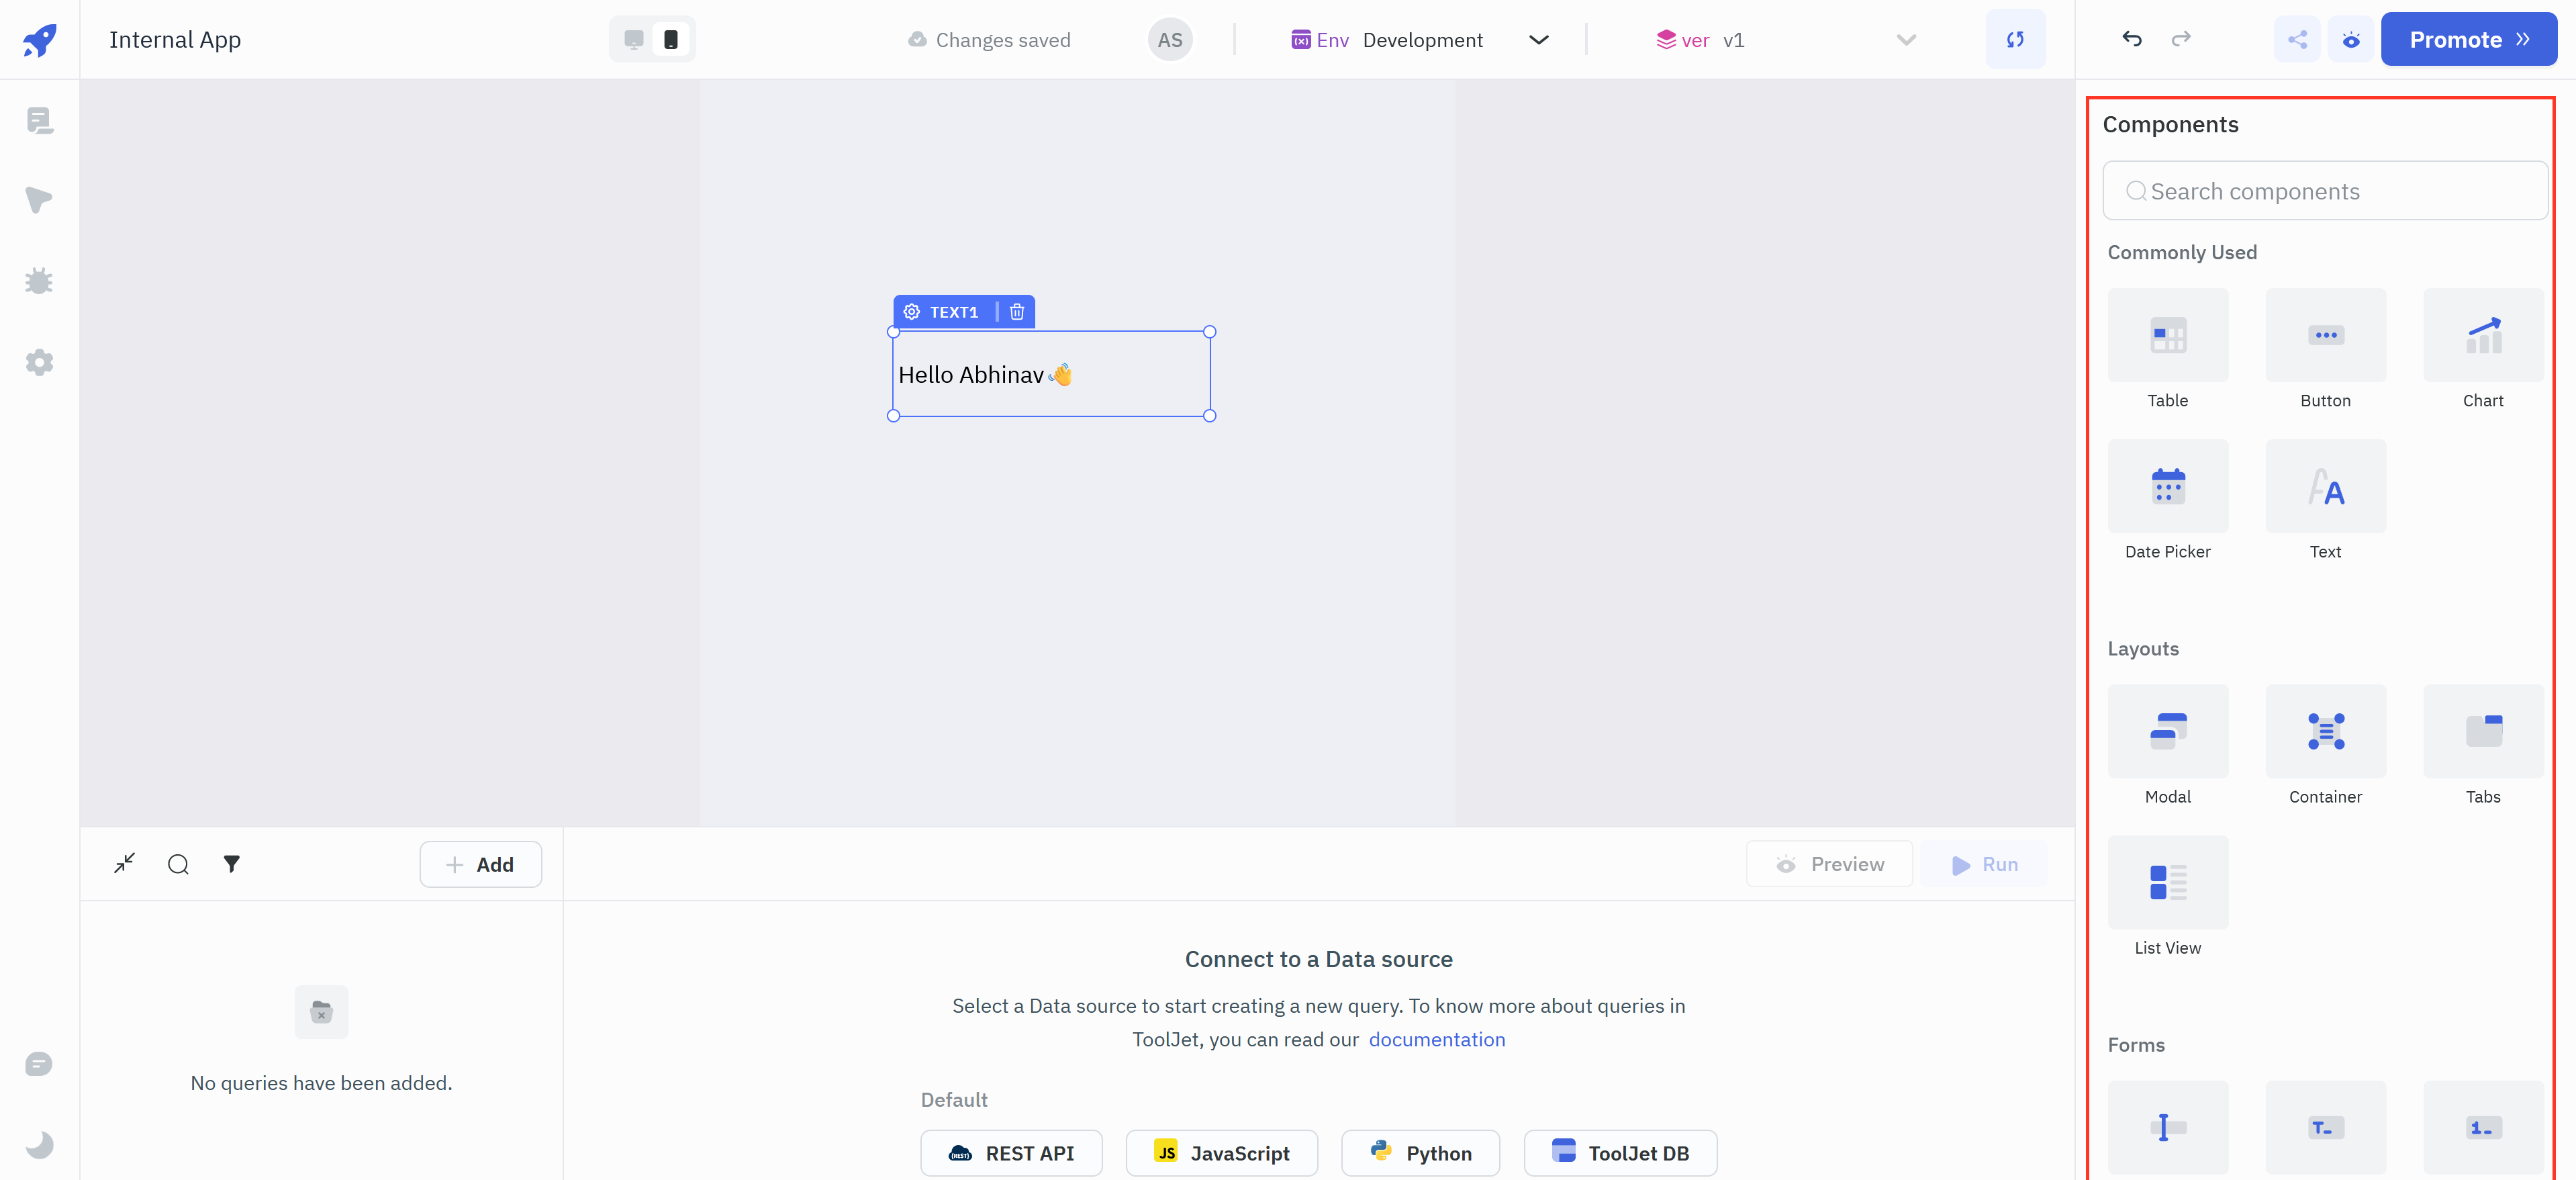 Internal App
Changes saved
AS
Env Development
ver v1
Promote
Components
Search components
Commonly Used
Table
Button
Chart
Date Picker
Text
Layouts
Modal
Container
Tabs
List View
Forms
TEXT1
Hello Abhinav👋
Add
Preview
Run
No queries have been added.
Connect to a Data source
Select a Data source to start creating a new query. To know more about queries in
ToolJet, you can read our documentation
Default
REST API
JS JavaScript
Python
ToolJet DB